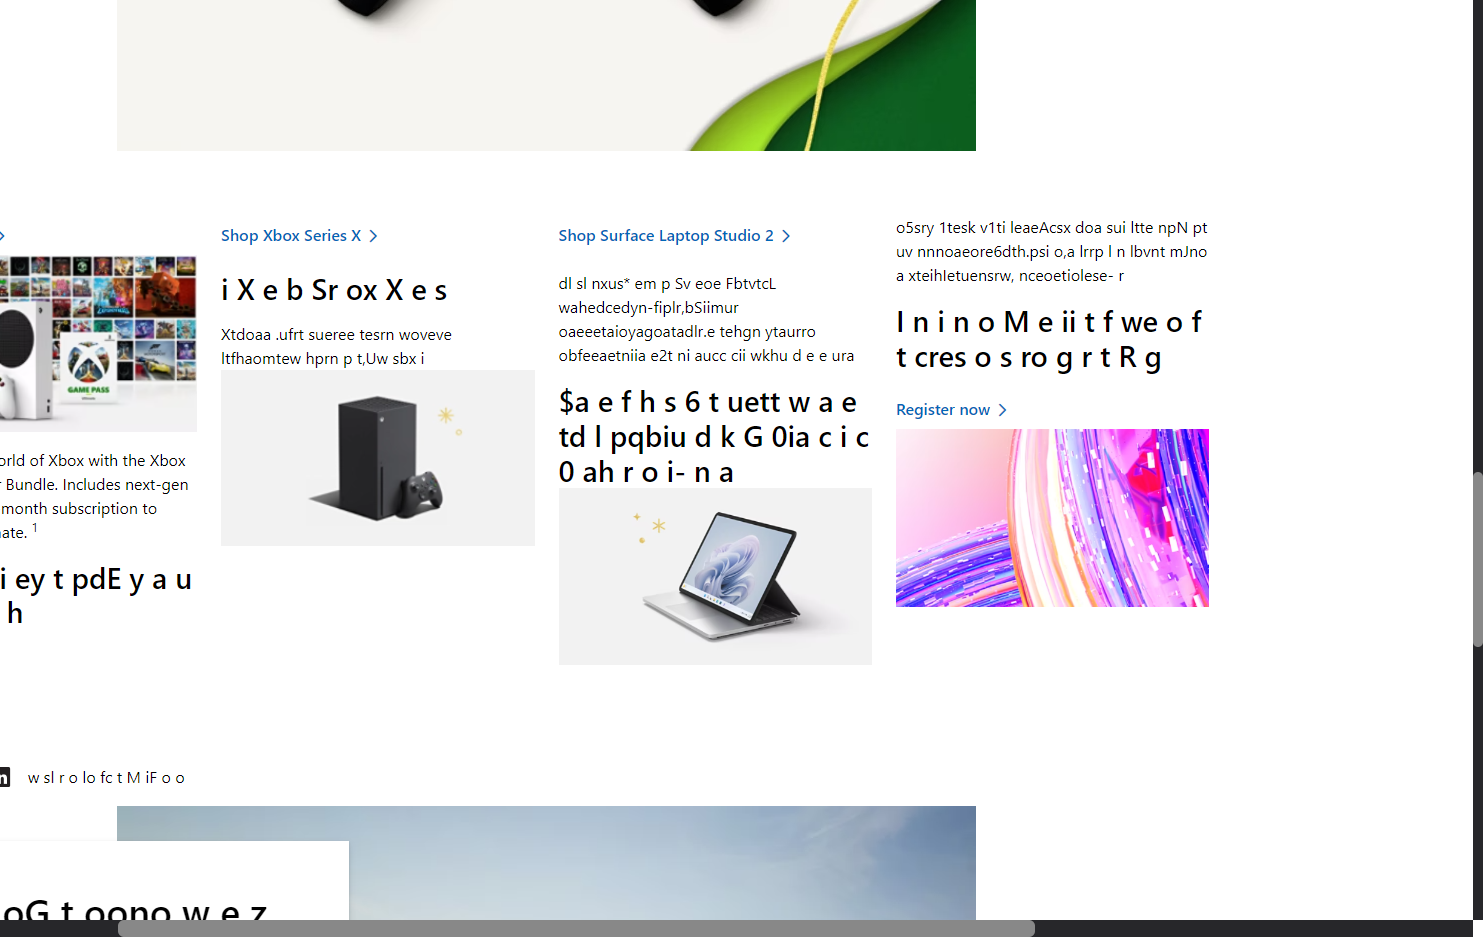 Shop Xbox Series X
i X e b Sr ox X e s
Xtdoaa .ufrt sueree tesrn woveve
ltfhaomtew hprn p t,Uw sbx i
Shop Surface Laptop Studio 2
dl sl nxus* em p Sv eoe FbtvtcL
wahedcedyn-fiplr,bSiimur
oaeeetaioyagoatadlr.e tehgn ytaurro
obfeeaetniia e2t ni aucc cii wkhu d e e ura
$a e f h s 6 t uett w a e
td l pqbiu d k G 0ia c i c
0 ah r o i- n a
o5sry 1tesk v1ti leaeAcsx doa sui ltte npN pt
uv nnnoaeore6dth.psi o,a lrrp l n lbvnt mJno
a xteihletuensrw, nceoetiolese- r
I n i n o M e ii t f we o f
t cres o s ro g r t R g
Register now
GAME PASS
orld of Xbox with the Xbox
r Bundle. Includes next-gen
month subscription to
ate. 1
i ey t pdE y a u
h
w sl r o lo fc t M iF o o
oG t oono w e z